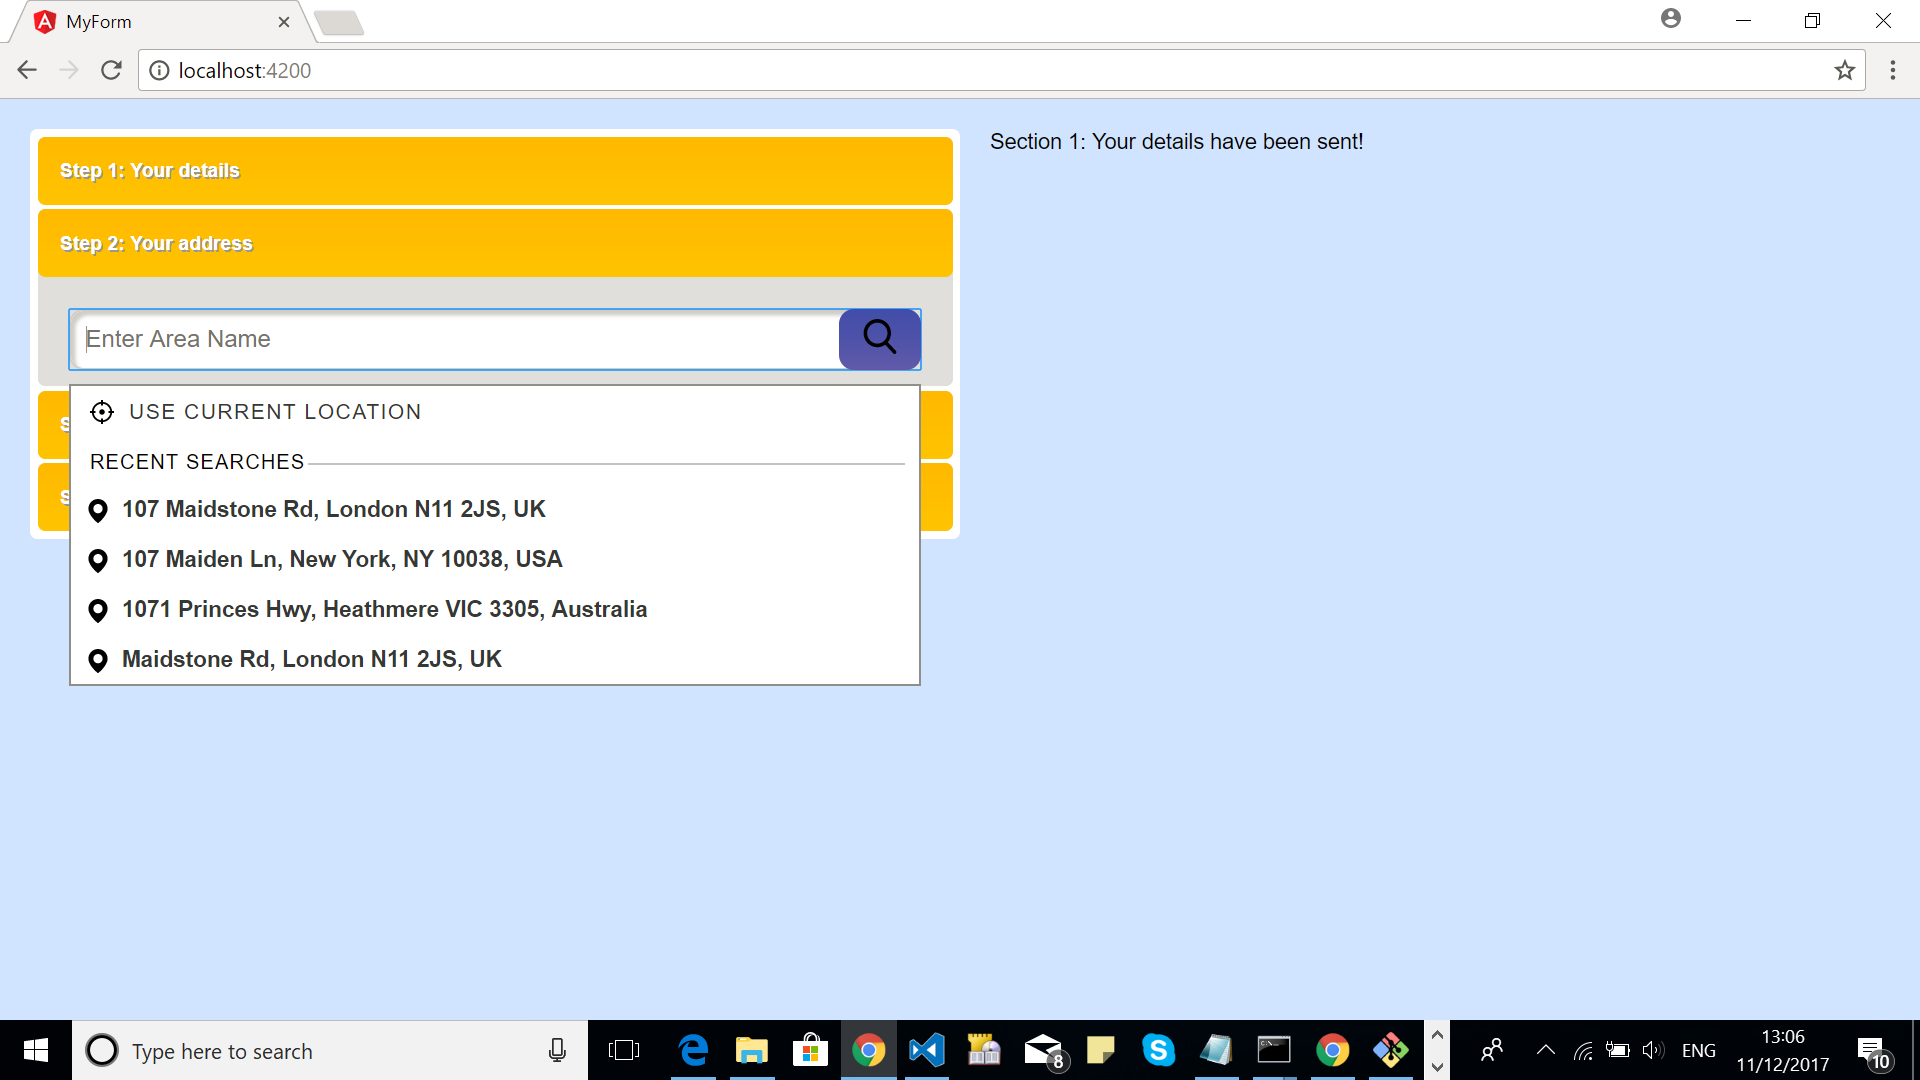 MyForm
localhost:4200
Section 1: Your details have been sent!
Step 1: Your details
Step 2: Your address
Enter Area Name
USE CURRENT LOCATION
RECENT SEARCHES
107 Maidstone Rd, London N11 2JS, UK
107 Maiden Ln, New York, NY 10038, USA
1071 Princes Hwy, Heathmere VIC 3305, Australia
Maidstone Rd, London N11 2JS, UK
Type here to search
8
ENG
13:06
11/12/2017
10